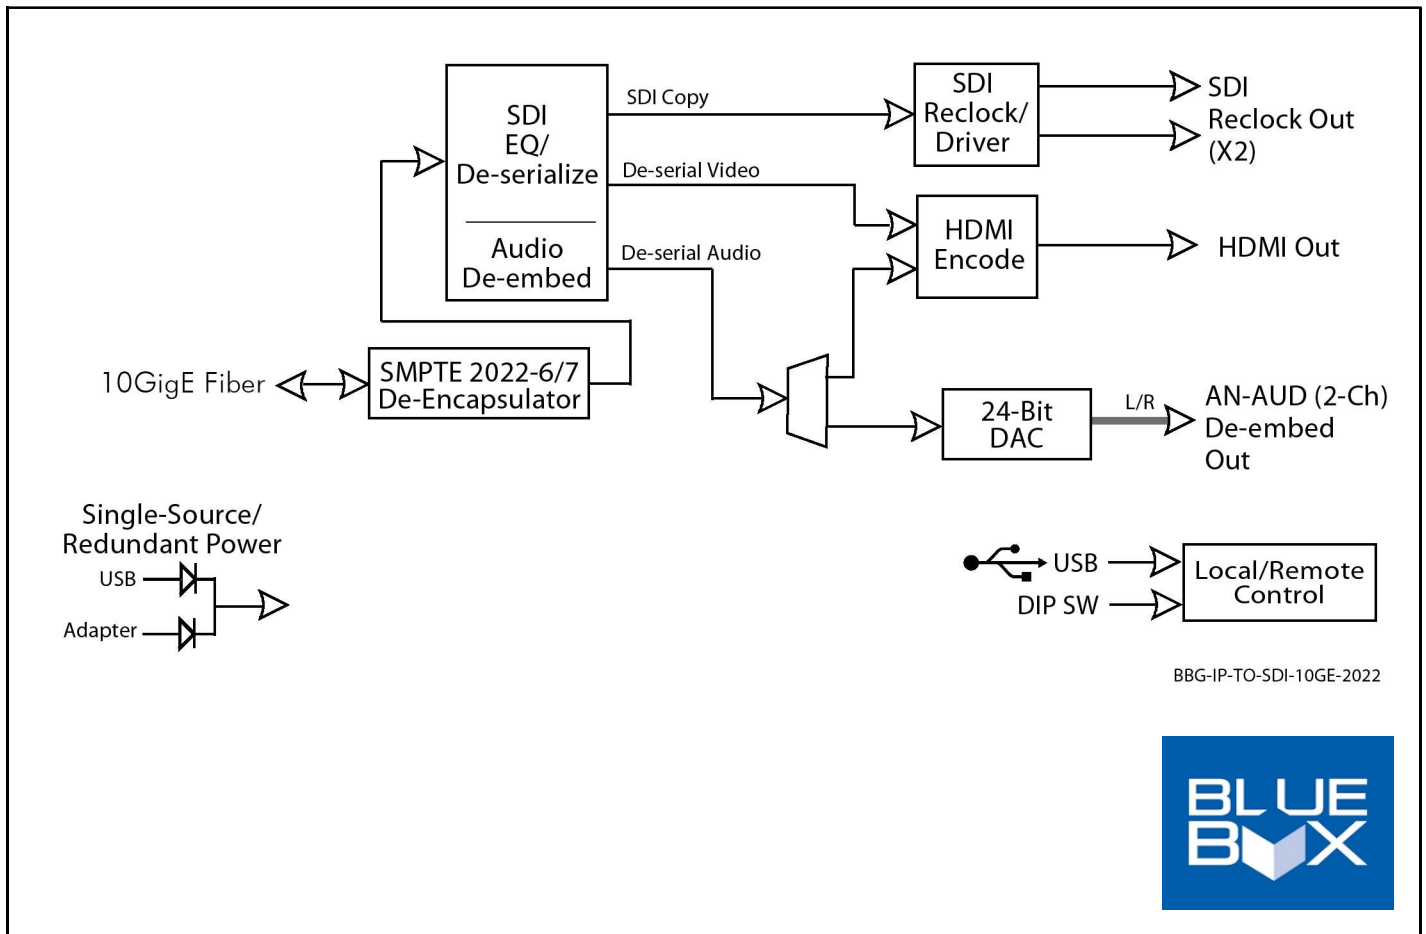 SDI
EQ/
De-serialize
Audio
De-embed
SDI Copy
De-serial Video
De-serial Audio
SDI
Reclock/
Driver
SDI
Reclock Out
(X2)
HDMI
Encode
HDMI Out
10GigE Fiber
SMPTE 2022-6/7
De-Encapsulator
24-Bit
DAC
L/R
AN-AUD (2-Ch)
De-embed
Out
Single-Source/
Redundant Power
USB
Adapter
USB
DIP SW
Local/Remote
Control
BBG-IP-TO-SDI-10GE-2022
BLUE
BOX